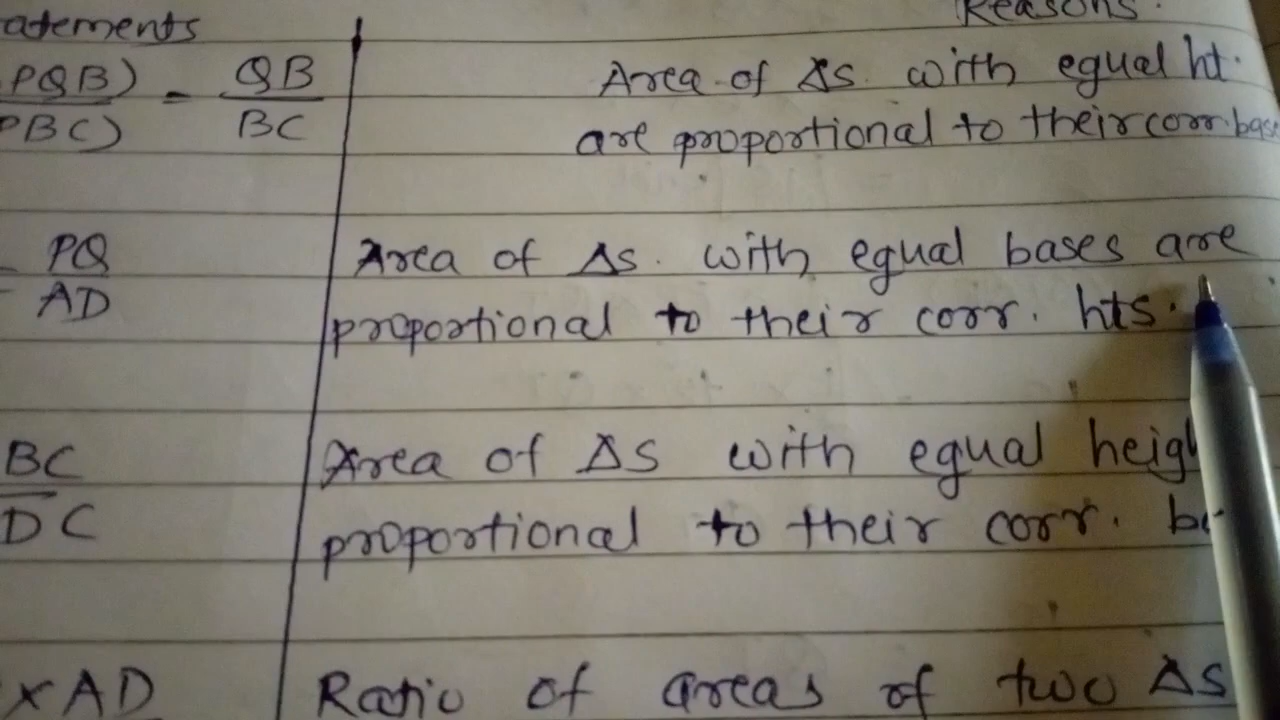 atements Reasons.
PQB) = QB Area of Δs. with equal ht.
PBC) BC are proportional to their corr. bas
PQ Area of Δs. with equal bases are
AD proportional to their corr. hts.
BC Area of Δs with equal heig
DC proportional to their corr. b
x AD Ratio of areas of two Δs